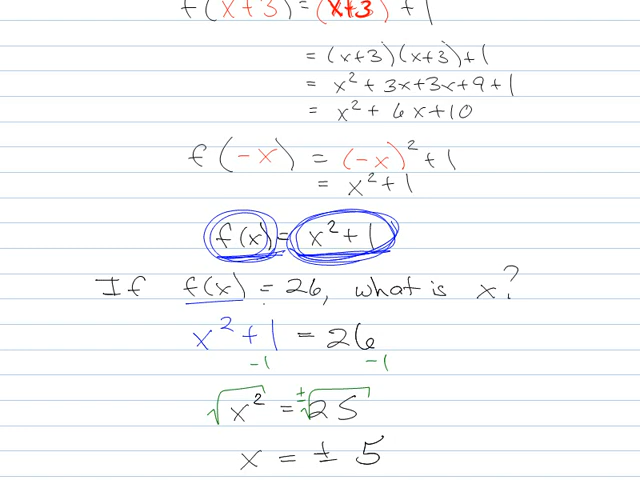 f(x+3) = (x+3) + 1
= (x+3)(x+3)+1
= x² + 3x+3x+9+1
= x² + 6x+10
f(-x) = (-x)² +1
= x²+1
f(x) = x²+1
If f(x) = 26, what is x?
x² + 1 = 26
-1 -1
√x² = ±√25
x = ± 5